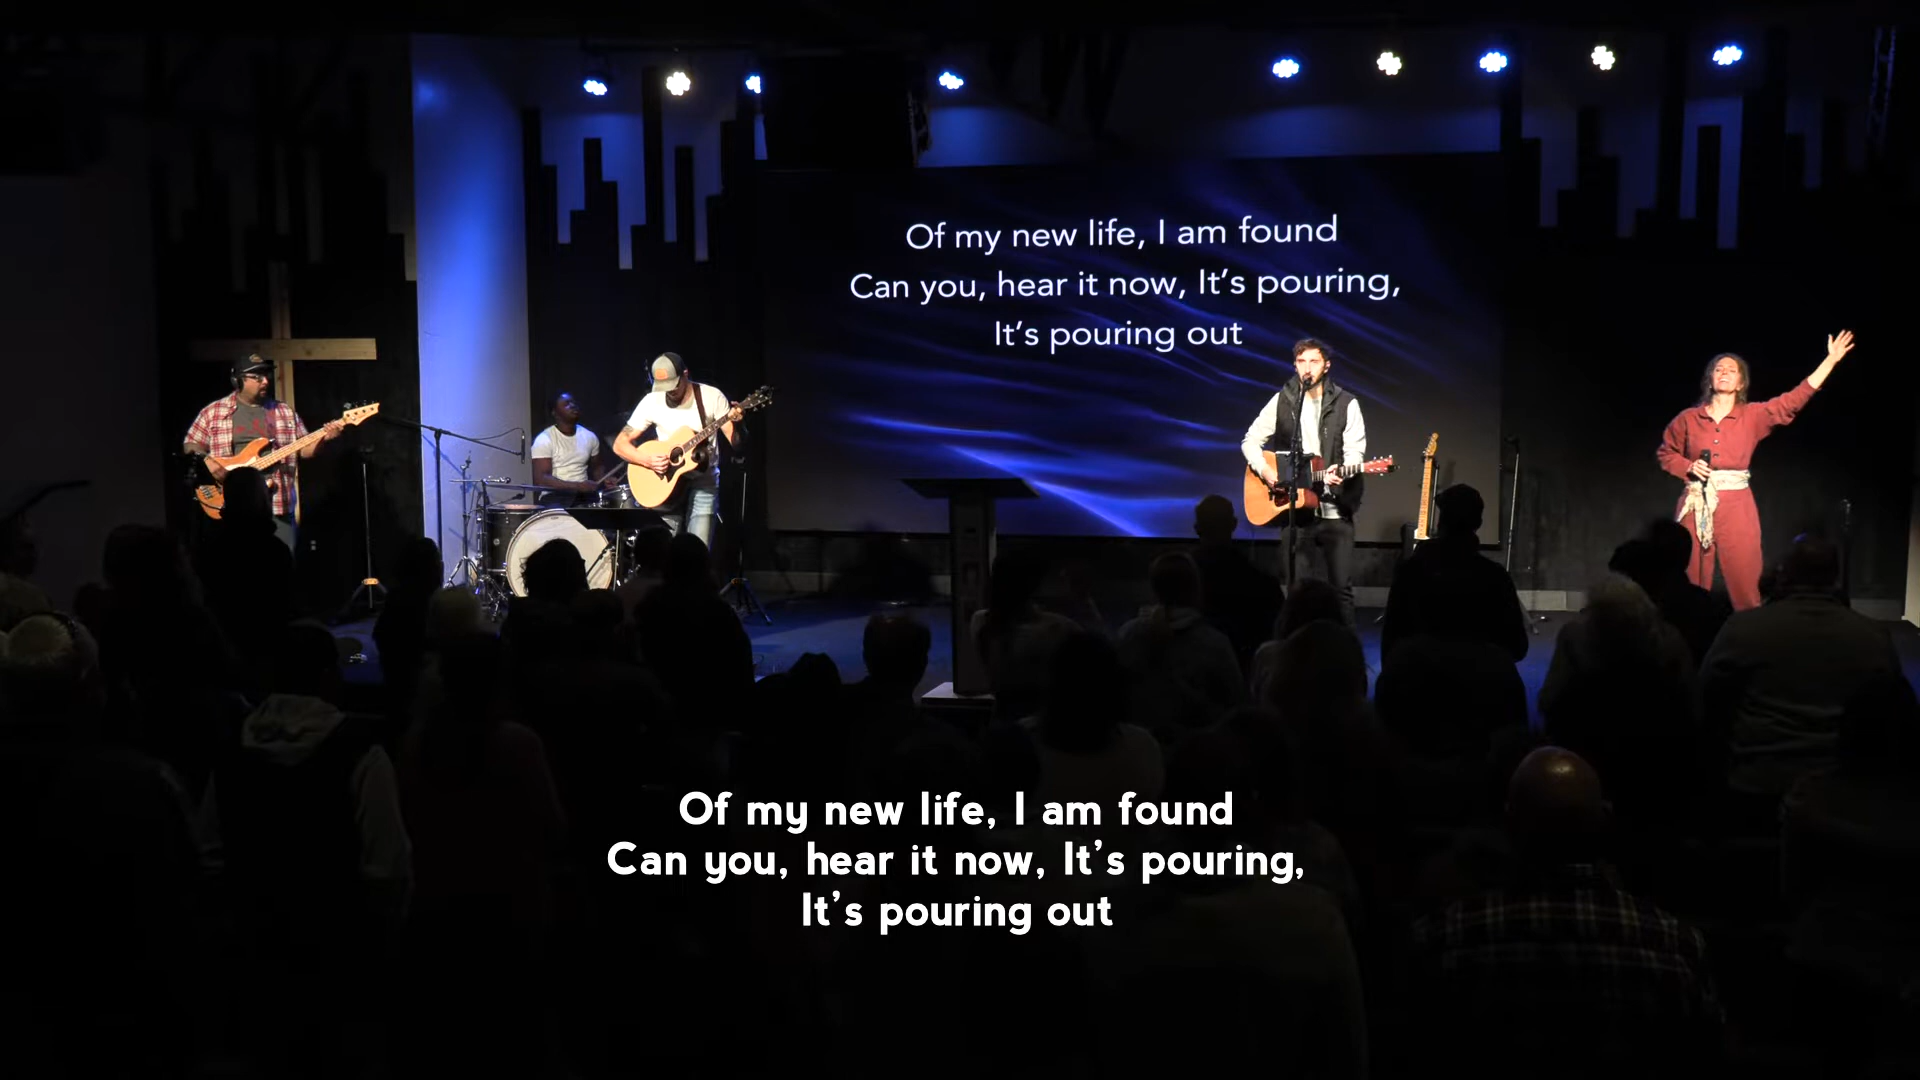 Of my new life, I am found
Can you, hear it now, It's pouring,
It's pouring out
Of my new life, I am found
Can you, hear it now, It's pouring,
It's pouring out